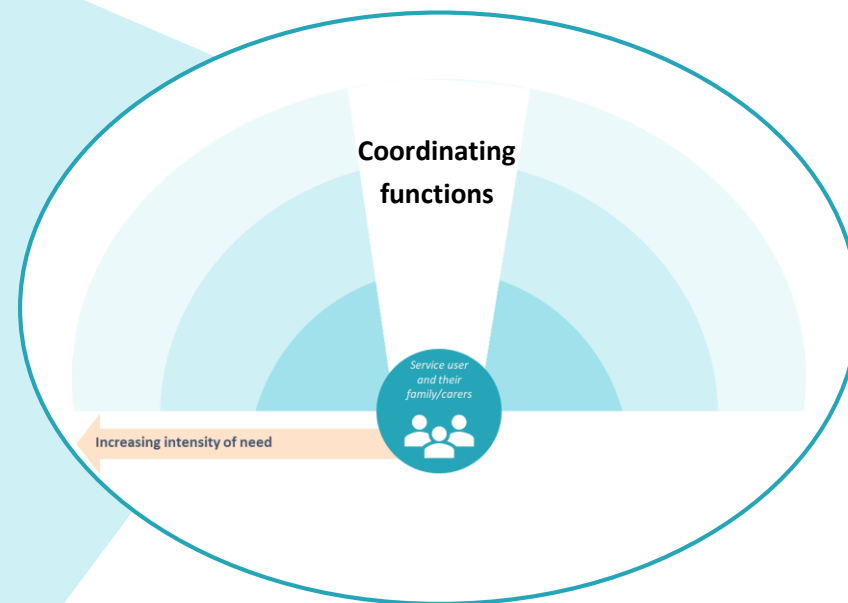 Coordinating
functions
Service user
and their
family/carers
Increasing intensity of need